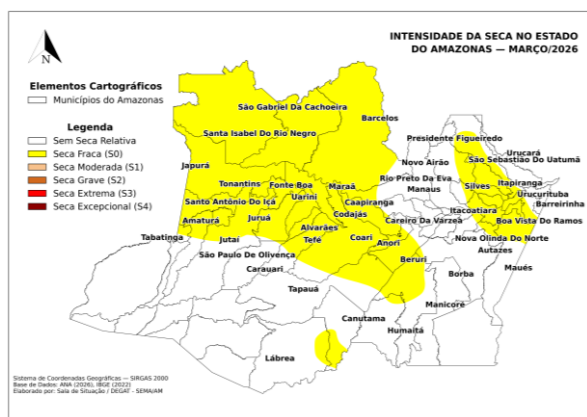 INTENSIDADE DA SECA NO ESTADO
DO AMAZONAS — MARÇO/2026
N
Elementos Cartográficos
Municípios do Amazonas
Legenda
Sem Seca Relativa
Seca Fraca (S0)
Seca Moderada (S1)
Seca Grave (S2)
Seca Extrema (S3)
Seca Excepcional (S4)
São Gabriel Da Cachoeira
Barcelos
Santa Isabel Do Rio Negro
Presidente Figueiredo
Urucará
Novo Airão
São Sebastião Do Uatumã
Japurá
Rio Preto Da Eva
Tonantins
Fonte Boa
Maraã
Manaus
Silves
Itapiranga
Uarini
Urucurituba
Santo Antônio Do Içá
Caapiranga
Barreirinha
Amaturá
Juruá
Codajás
Itacoatiara
Careiro Da Várzea
Boa Vista Do Ramos
Alvarães
Tabatinga
Jutaí
Tefé
Coari
Anori
Nova Olinda Do Norte
Autazes
São Paulo De Olivença
Beruri
Maués
Carauari
Borba
Tapauá
Manicoré
Canutama
Humaitá
Lábrea
Sistema de Coordenadas Geográficas — SIRGAS 2000
Base de Dados: ANA (2026), IBGE (2022)
Elaborado por: Sala de Situação / DEGAT - SEMA/AM